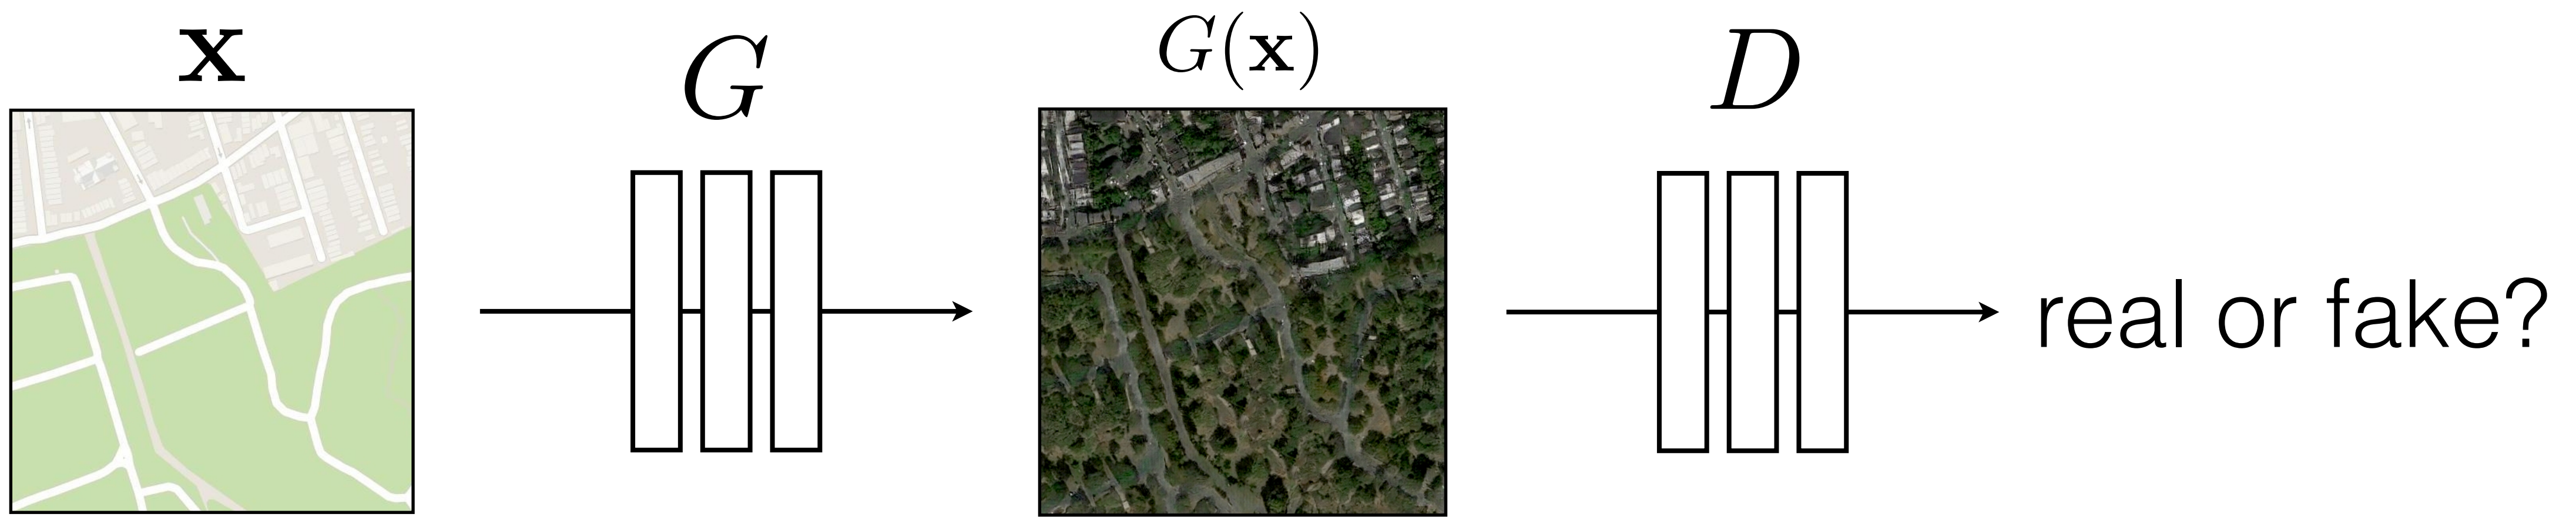 x
G
G(x)
D
real or fake?